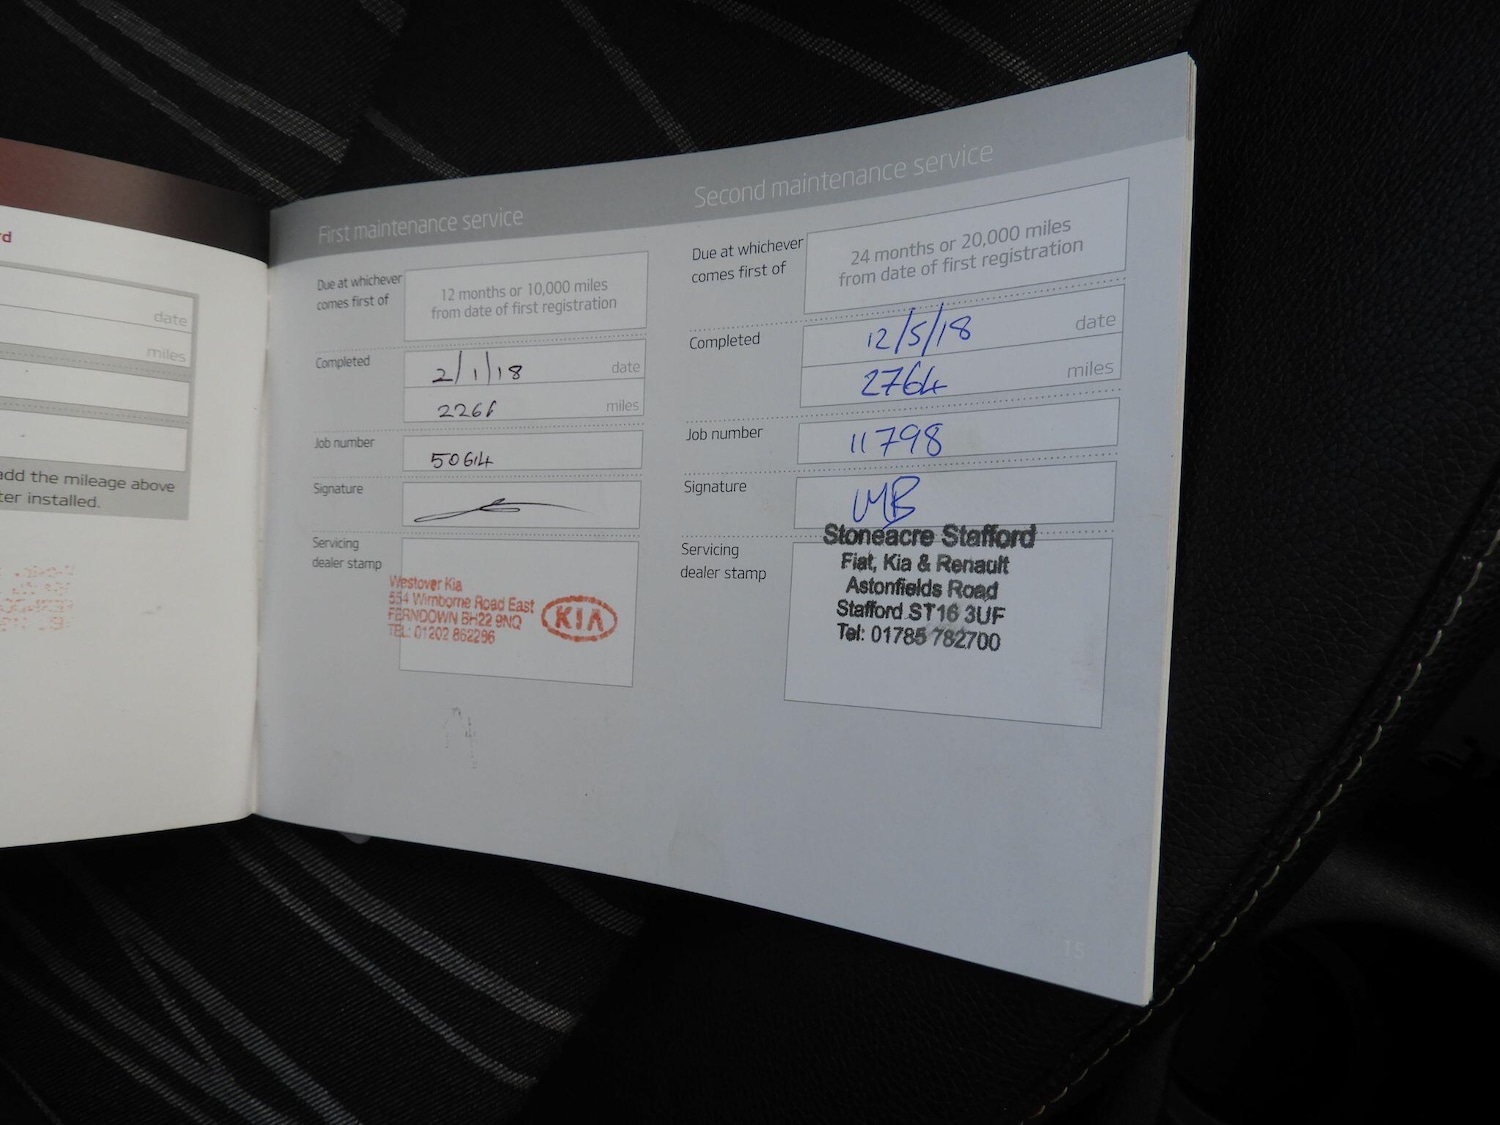 rd
date
miles
add the mileage above
ter installed.
First maintenance service
Due at whichever
comes first of
12 months or 10,000 miles
from date of first registration
Completed
2/1/18 date
miles
Job number
50614
Signature
Servicing
dealer stamp
Westover Kia
554 Wimborne Road East
FERNDOWN BH22 9NQ
TEL: 01202 862296
KIA
Second maintenance service
Due at whichever
comes first of
24 months or 20,000 miles
from date of first registration
Completed
12/5/18 date
2764 miles
Job number
11798
Signature
MB
Servicing
dealer stamp
Stoneacre Stafford
Fiat, Kia & Renault
Astonfields Road
Stafford ST16 3UF
Tel: 01785 782700
15